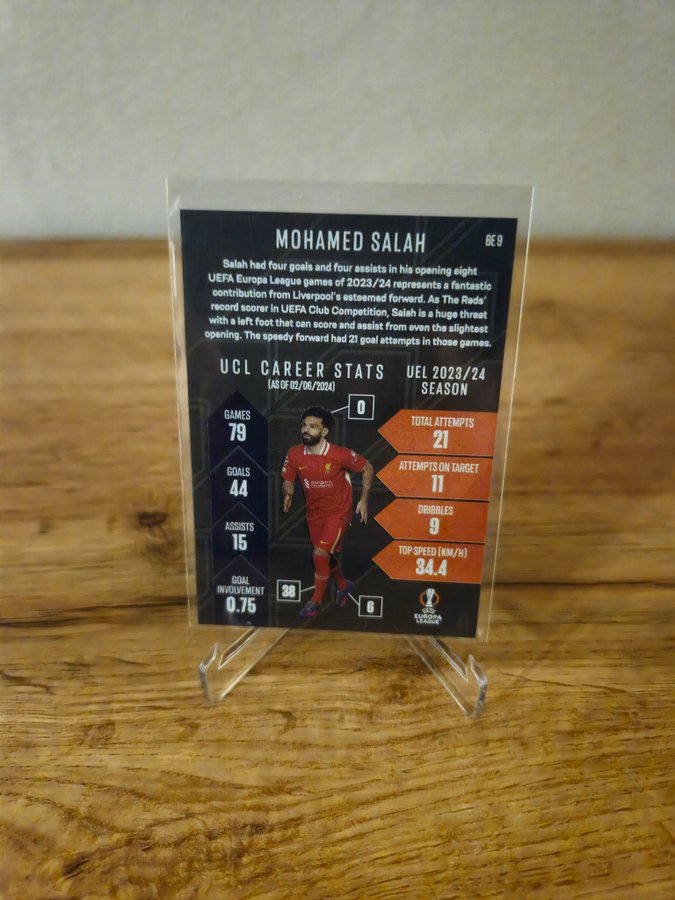 MOHAMED SALAH
BE 9
Salah had four goals and four assists in his opening eight
UEFA Europa League games of 2023/24 represents a fantastic
contribution from Liverpool's esteemed forward. As The Reds'
record scorer in UEFA Club Competition, Salah is a huge threat
with a left foot that can score and assist from even the slightest
opening. The speedy forward had 21 goal attempts in those games.
UCL CAREER STATS
(AS OF 02/06/2024)
GAMES
79
GOALS
44
ASSISTS
15
GOAL
INVOLVEMENT
0.75
0
38
6
UEL 2023/24
SEASON
TOTAL ATTEMPTS
21
ATTEMPTS ON TARGET
11
DRIBBLES
9
TOP SPEED (KM/H)
34.4
UEFA
EUROPA
LEAGUE